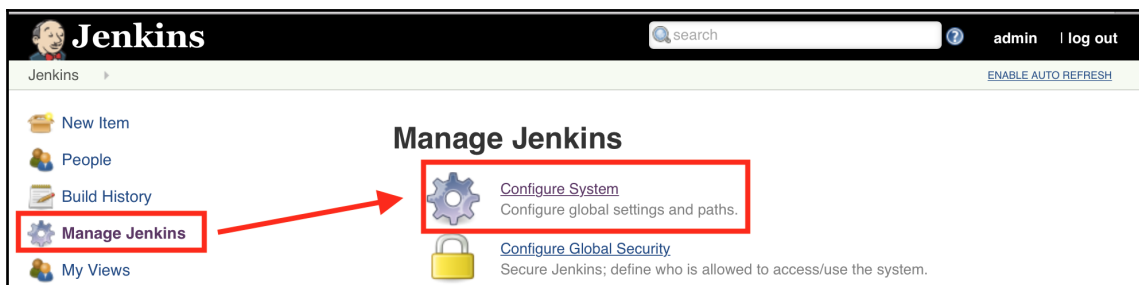 Jenkins
search
admin
log out
Jenkins
ENABLE AUTO REFRESH
New Item
People
Build History
Manage Jenkins
My Views
Manage Jenkins
Configure System
Configure global settings and paths.
Configure Global Security
Secure Jenkins; define who is allowed to access/use the system.